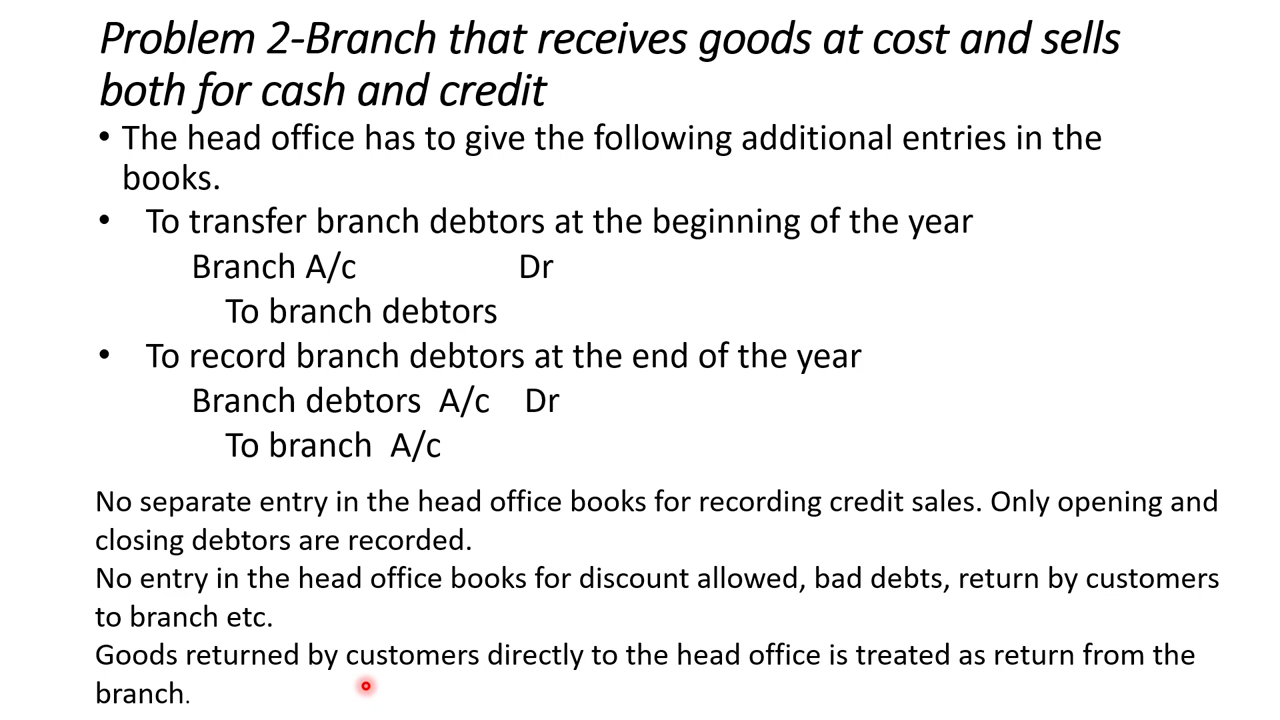 Problem 2-Branch that receives goods at cost and sells
both for cash and credit
• The head office has to give the following additional entries in the
books.
• To transfer branch debtors at the beginning of the year
Branch A/c Dr
To branch debtors
• To record branch debtors at the end of the year
Branch debtors A/c Dr
To branch A/c
No separate entry in the head office books for recording credit sales. Only opening and
closing debtors are recorded.
No entry in the head office books for discount allowed, bad debts, return by customers
to branch etc.
Goods returned by customers directly to the head office is treated as return from the
branch.